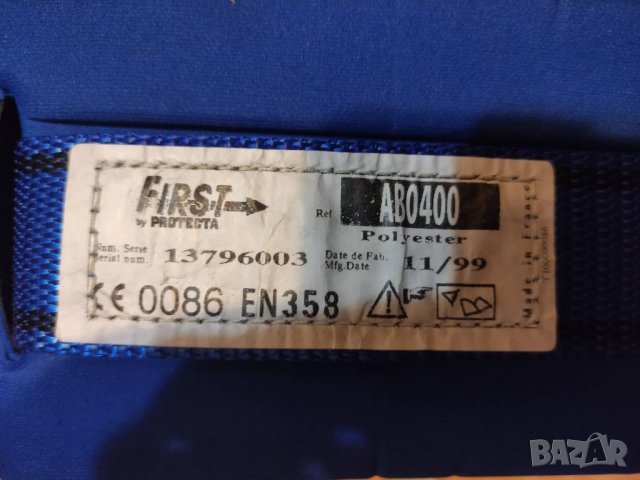 FIRST
by PROTECTA
Ref AB0400
Polyester
Num. Serie
Serial num. 13796003
Date de Fab.
Mfg.Date 11/99
CE 0086 EN358
Made in France
BAZAR